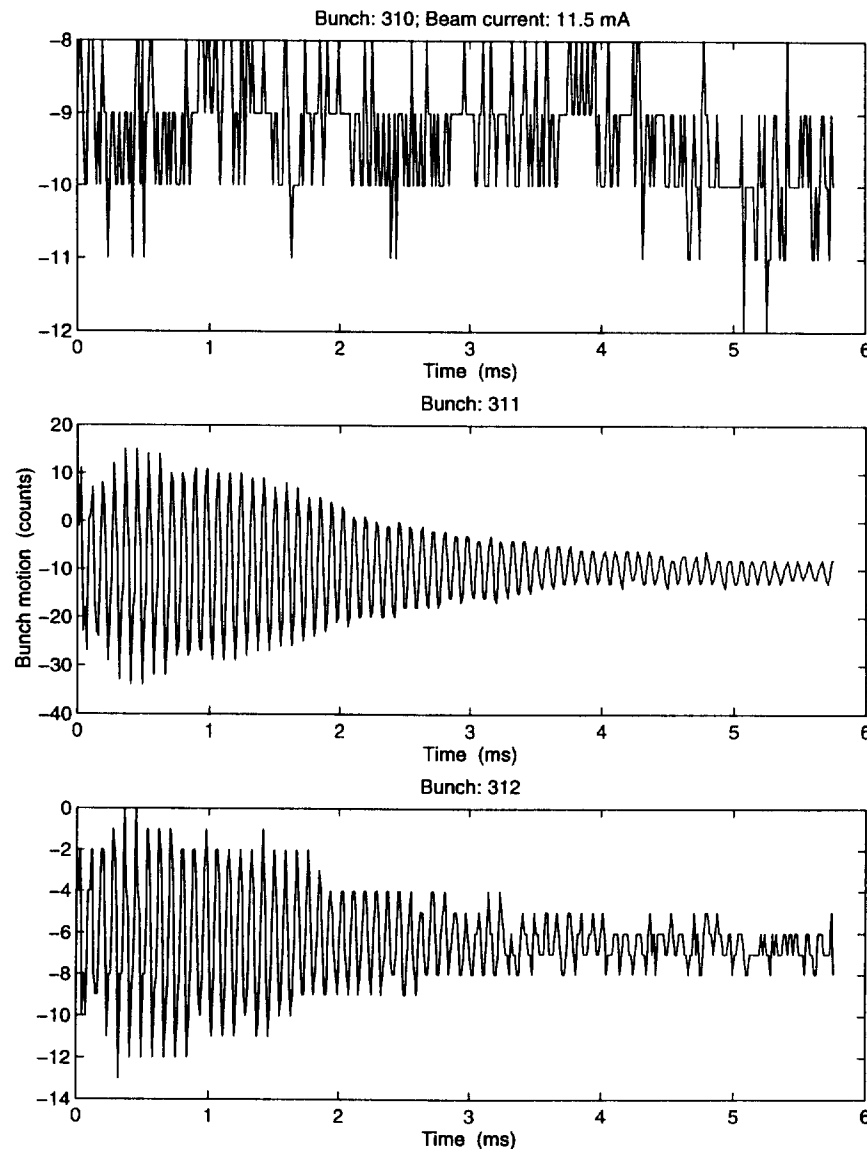 Bunch: 310; Beam current: 11.5 mA
−8
−9
−10
−11
−12
0 1 2 3 4 5 6
Time (ms)
Bunch: 311
20
10
0
−10
−20
−30
−40
Bunch motion (counts)
0 1 2 3 4 5 6
Time (ms)
Bunch: 312
0
−2
−4
−6
−8
−10
−12
−14
0 1 2 3 4 5 6
Time (ms)